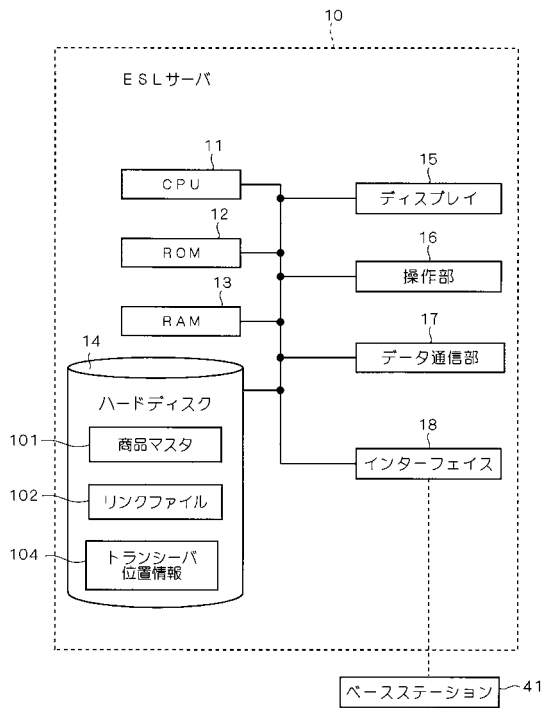 10
ESLサーバ
11
CPU
15
ディスプレイ
12
ROM
16
操作部
13
RAM
17
データ通信部
14
ハードディスク
101
商品マスタ
18
インターフェイス
102
リンクファイル
104
トランシーバ
位置情報
ベースステーション
41